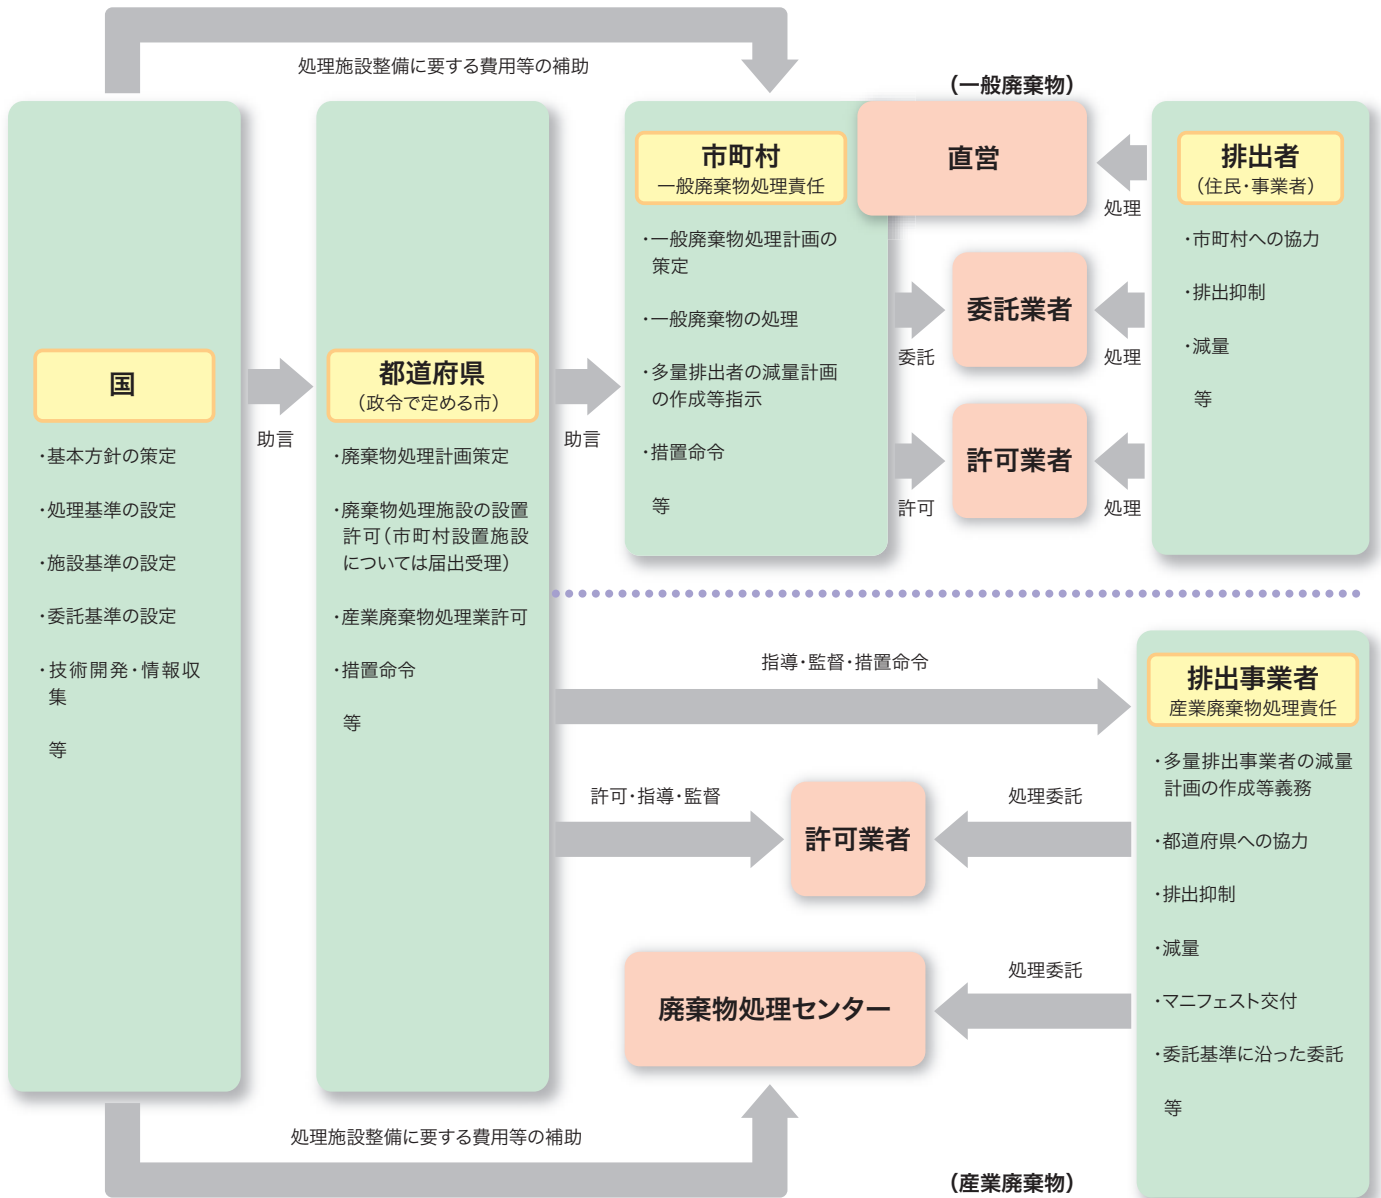 処理施設整備に要する費用等の補助
（一般廃棄物）
国
・基本方針の策定
・処理基準の設定
・施設基準の設定
・委託基準の設定
・技術開発・情報収
集
等
助言
都道府県
（政令で定める市）
・廃棄物処理計画策定
・廃棄物処理施設の設置
許可（市町村設置施設
については届出受理）
・産業廃棄物処理業許可
・措置命令
等
助言
市町村
一般廃棄物処理責任
・一般廃棄物処理計画の
策定
・一般廃棄物の処理
・多量排出者の減量計画
の作成等指示
・措置命令
等
直営
処理
委託
委託業者
処理
許可
許可業者
処理
排出者
（住民・事業者）
・市町村への協力
・排出抑制
・減量
等
指導・監督・措置命令
許可・指導・監督
許可業者
処理委託
廃棄物処理センター
処理委託
排出事業者
産業廃棄物処理責任
・多量排出事業者の減量
計画の作成等義務
・都道府県への協力
・排出抑制
・減量
・マニフェスト交付
・委託基準に沿った委託
等
処理施設整備に要する費用等の補助
（産業廃棄物）